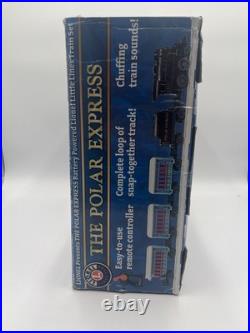 LIONEL Presents THE POLAR EXPRESS Battery Powered Lionel Little Lines Train Set
THE POLAR EXPRESS
LIONEL
Easy-to-use
remote controller
Complete loop of
snap-together track!
Chuffing
train sounds!